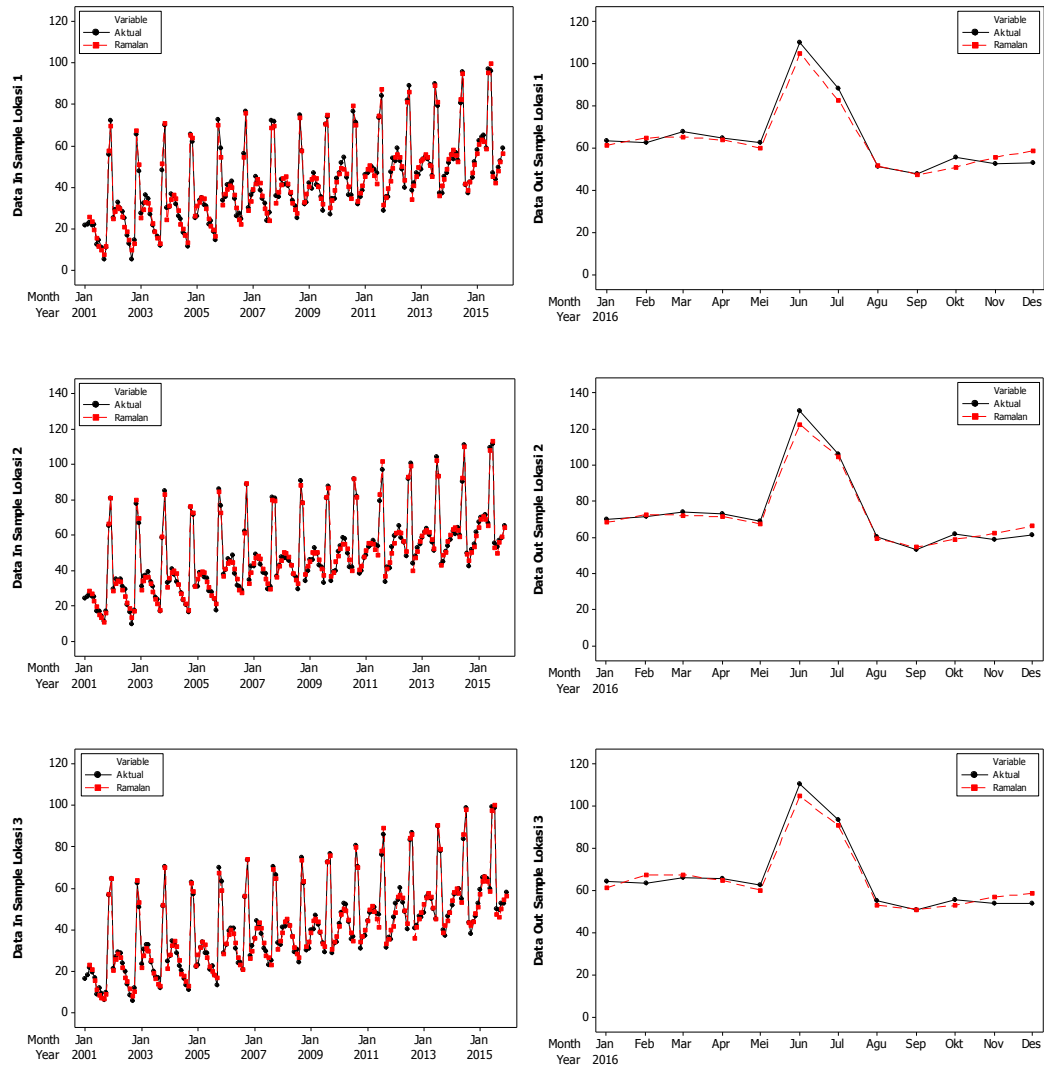 Data In Sample Lokasi 1
120
100
80
60
40
20
0
Variable
Aktual
Ramalan
Month Jan Jan Jan Jan Jan Jan Jan Jan
Year 2001 2003 2005 2007 2009 2011 2013 2015
Data Out Sample Lokasi 1
120
100
80
60
40
20
0
Variable
Aktual
Ramalan
Month Jan Feb Mar Apr Mei Jun Jul Agu Sep Okt Nov Des
Year 2016
Data In Sample Lokasi 2
140
120
100
80
60
40
20
0
Variable
Aktual
Ramalan
Month Jan Jan Jan Jan Jan Jan Jan Jan
Year 2001 2003 2005 2007 2009 2011 2013 2015
Data Out Sample Lokasi 2
140
120
100
80
60
40
20
0
Variable
Aktual
Ramalan
Month Jan Feb Mar Apr Mei Jun Jul Agu Sep Okt Nov Des
Year 2016
Data In Sample Lokasi 3
120
100
80
60
40
20
0
Variable
Aktual
Ramalan
Month Jan Jan Jan Jan Jan Jan Jan Jan
Year 2001 2003 2005 2007 2009 2011 2013 2015
Data Out Sample Lokasi 3
120
100
80
60
40
20
0
Variable
Aktual
Ramalan
Month Jan Feb Mar Apr Mei Jun Jul Agu Sep Okt Nov Des
Year 2016